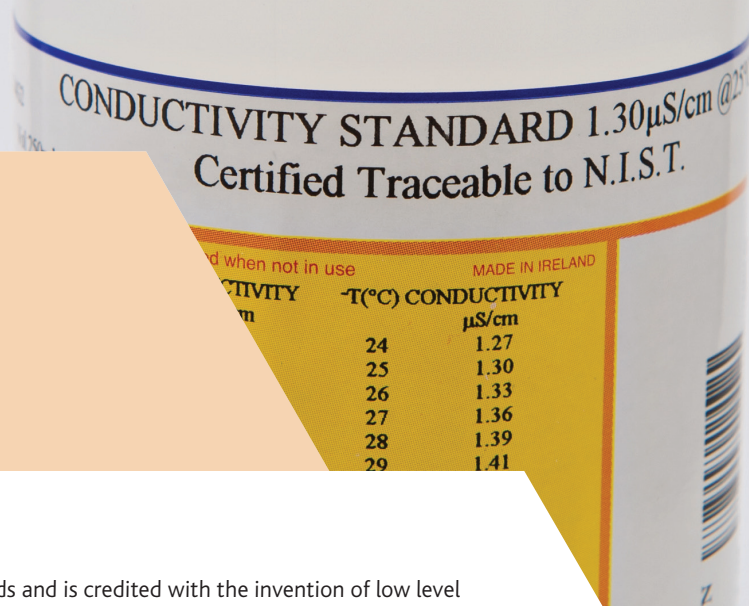 CONDUCTIVITY STANDARD 1.30µS/cm @25
Certified Traceable to N.I.S.T.
when not in use MADE IN IRELAND
-T(°C) CONDUCTIVITY
µS/cm
24 1.27
25 1.30
26 1.33
27 1.36
28 1.39
29 1.41
and is credited with the invention of low level
Z